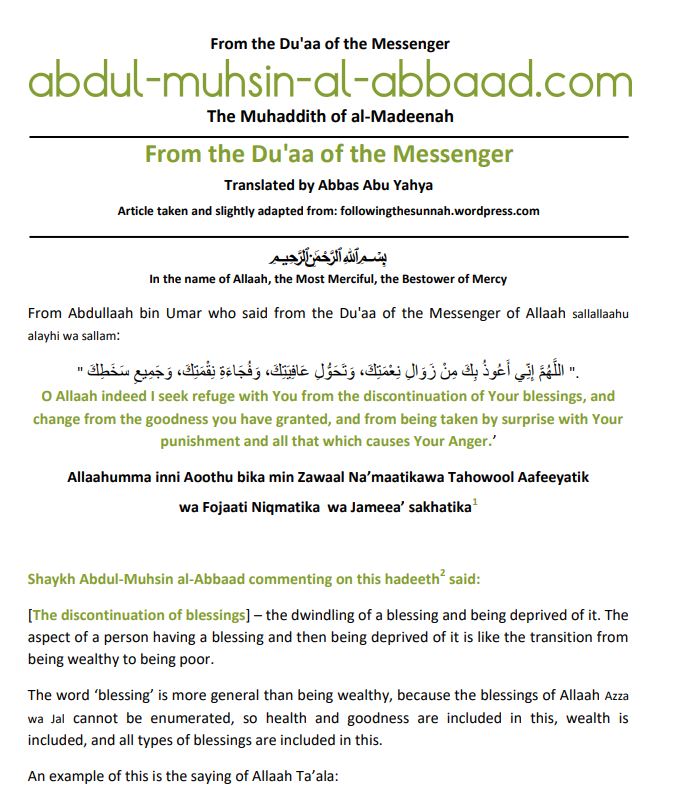 From the Du'aa of the Messenger
abdul-muhsin-al-abbaad.com
The Muhaddith of al-Madeenah
From the Du'aa of the Messenger
Translated by Abbas Abu Yahya
Article taken and slightly adapted from: followingthesunnah.wordpress.com
بِسْمِ اللَّهِ الرَّحْمَٰنِ الرَّحِيمِ
In the name of Allaah, the Most Merciful, the Bestower of Mercy
From Abdullaah bin Umar who said from the Du'aa of the Messenger of Allaah sallallaahu
alayhi wa sallam:
" اللَّهُمَّ إِنِّي أَعُوذُ بِكَ مِنْ زَوَالِ نِعْمَتِكَ، وَتَحَوُّلِ عَافِيَتِكَ، وَفُجَاءَةِ نِقْمَتِكَ، وَجَمِيعِ سَخَطِكَ ".
O Allaah indeed I seek refuge with You from the discontinuation of Your blessings, and
change from the goodness you have granted, and from being taken by surprise with Your
punishment and all that which causes Your Anger.’
Allaahumma inni Aoothu bika min Zawaal Na’maatikawa Tahowool Aafeeyatik
wa Fojaati Niqmatika wa Jameea’ sakhatika1
Shaykh Abdul-Muhsin al-Abbaad commenting on this hadeeth2 said:
[The discontinuation of blessings] – the dwindling of a blessing and being deprived of it. The
aspect of a person having a blessing and then being deprived of it is like the transition from
being wealthy to being poor.
The word ‘blessing’ is more general than being wealthy, because the blessings of Allaah Azza
wa Jal cannot be enumerated, so health and goodness are included in this, wealth is
included, and all types of blessings are included in this.
An example of this is the saying of Allaah Ta’ala: